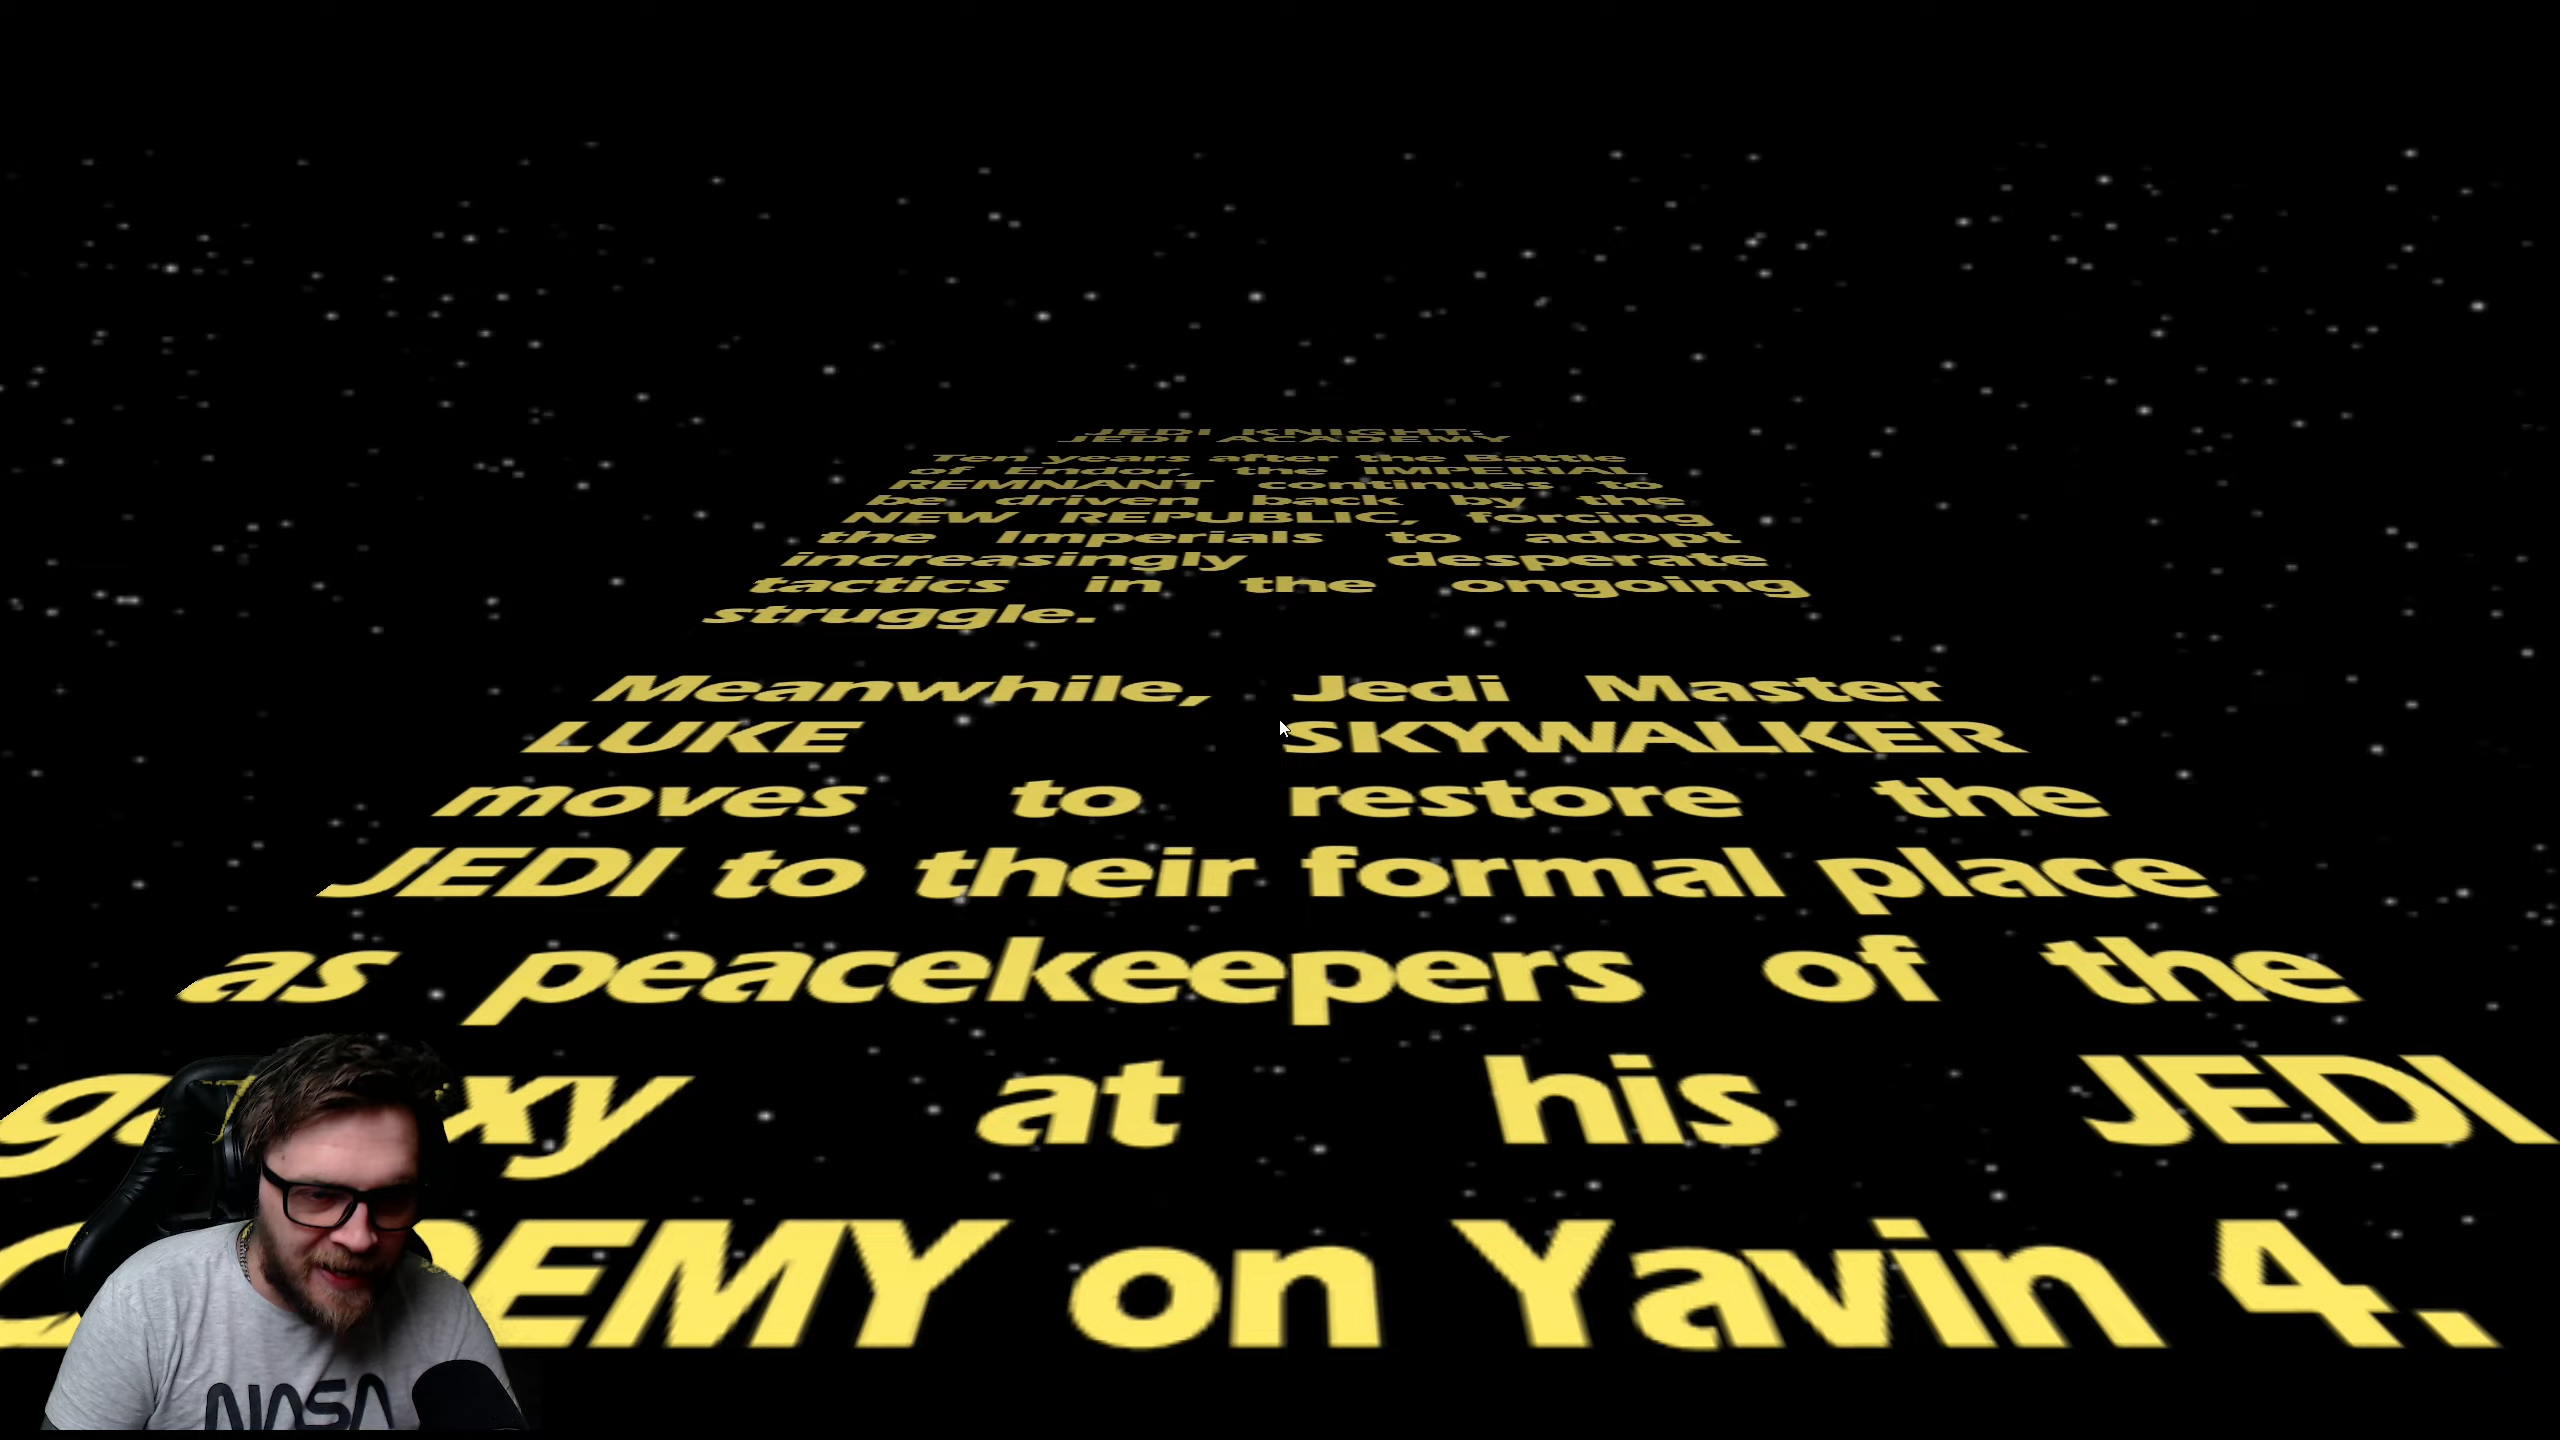 JEDI KNIGHT:
JEDI ACADEMY
Ten years after the Battle
of Endor, the IMPERIAL
REMNANT continues to
be driven back by the
NEW REPUBLIC, forcing
the Imperials to adopt
increasingly desperate
tactics in the ongoing
struggle.
Meanwhile, Jedi Master
LUKE SKYWALKER
moves to restore the
JEDI to their formal place
as peacekeepers of the
at his JEDI
on Yavin 4.
NASA